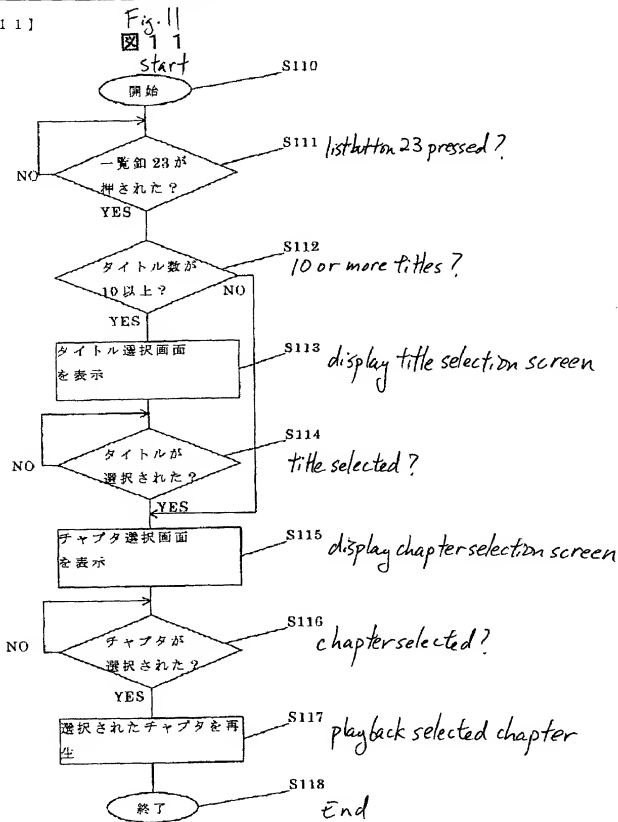 １１】
Fig. 11
図１１
start
S110
開始
S111 list button 23 pressed?
一覧釦23が
押された？
NO
YES
S112
10 or more titles?
タイトル数が
10以上？
NO
YES
S113 display title selection screen
タイトル選択画面
を表示
S114
title selected?
タイトルが
選択された？
NO
YES
S115
display chapter selection screen
チャプタ選択画面
を表示
S116
chapter selected?
チャプタが
選択された？
NO
YES
S117
playback selected chapter
選択されたチャプタを再
生
S118
終了
End